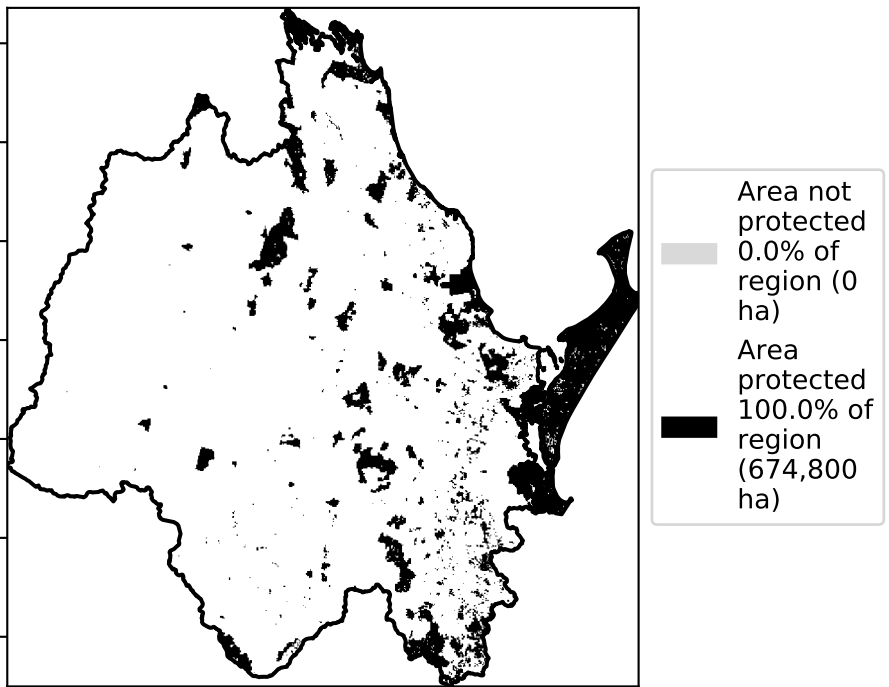 Area not
protected
0.0% of
region (0
ha)
Area
protected
100.0% of
region
(674,800
ha)